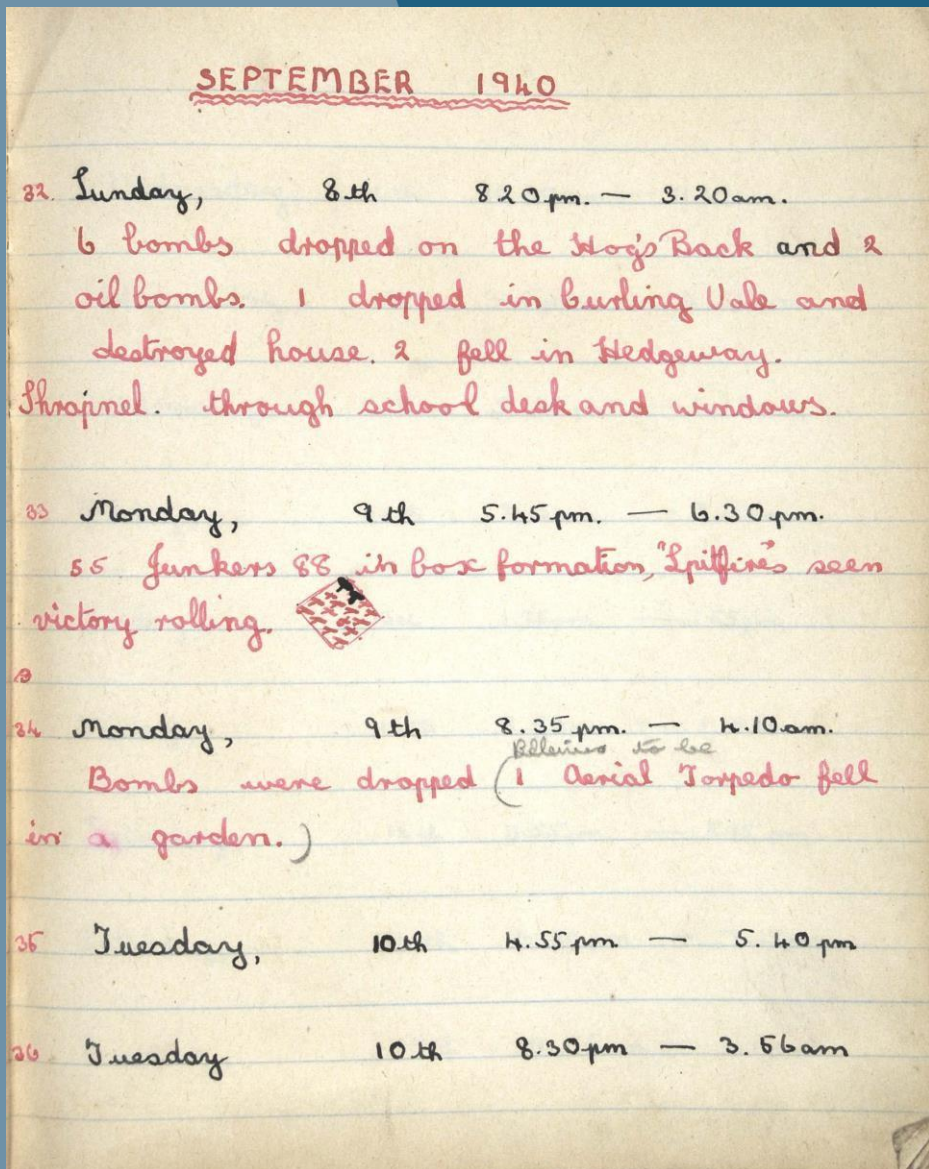 SEPTEMBER 1940
32. Sunday, 8th 8.20pm. — 3.20am.
6 bombs dropped on the Hog's Back and 2
oil bombs. 1 dropped in Curling Vale and
destroyed house. 2 fell in Hedgeway.
Shrapnel. through school desk and windows.
33 Monday, 9th 5.45pm. — 6.30pm.
55 Junkers 88 in box formation, "Spitfires" seen
victory rolling.
3
34 Monday, 9th 8.35pm. — 4.10am.
to be
Bombs were dropped (1 Aerial Torpedo fell
in a garden.)
35 Tuesday, 10th 4.55pm — 5.40pm
36 Tuesday 10th 8.30pm — 3.56am